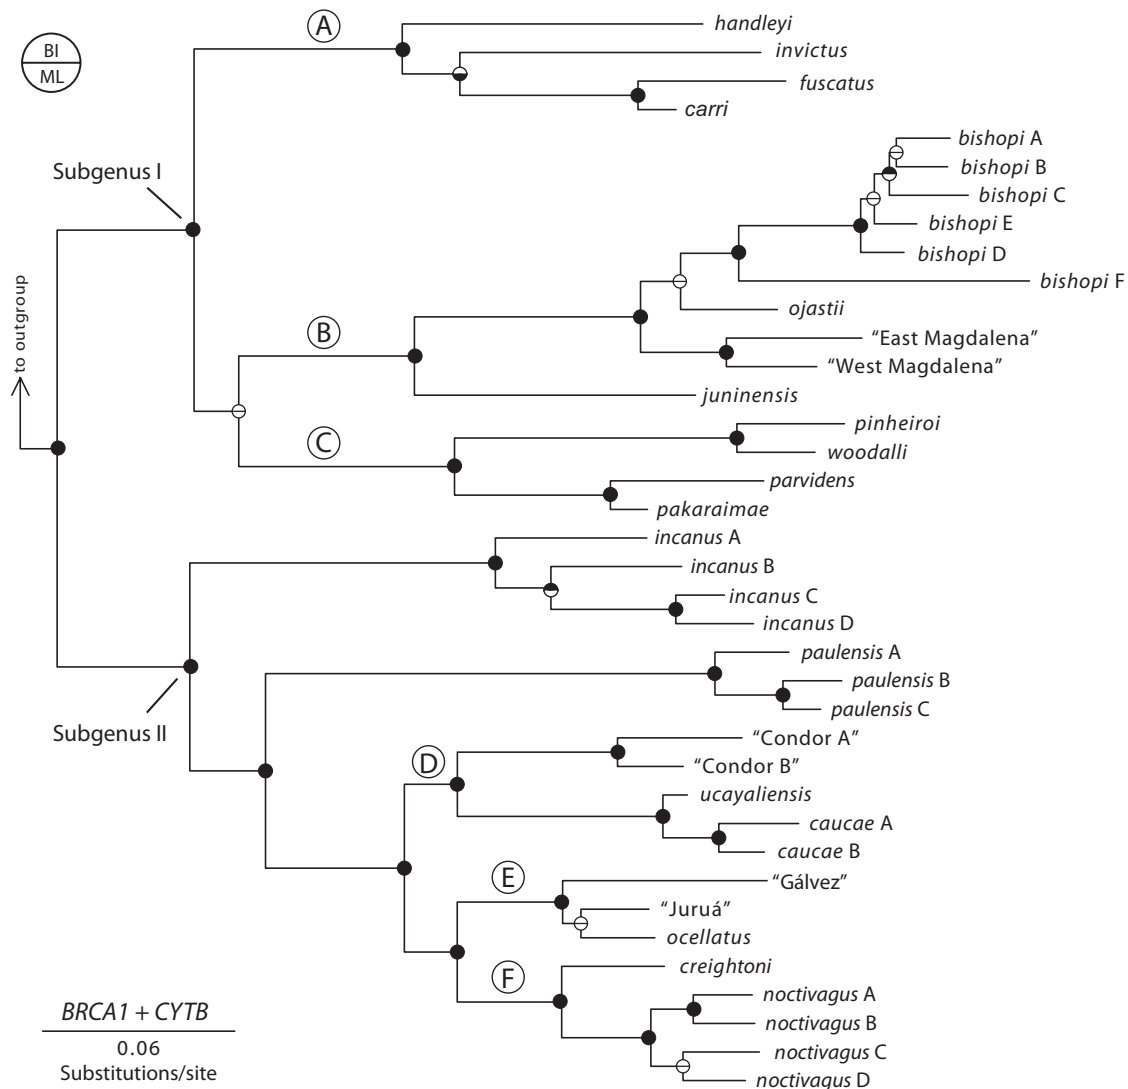 BI
ML
A
handleyi
invictus
fuscatus
carri
Subgenus I
bishopi A
bishopi B
bishopi C
bishopi E
bishopi D
bishopi F
to outgroup
ojastii
B
“East Magdalena”
“West Magdalena”
juninensis
C
pinheiroi
woodalli
parvidens
pakaraimae
incanus A
incanus B
incanus C
incanus D
paulensis A
paulensis B
paulensis C
Subgenus II
D
“Condor A”
“Condor B”
ucayaliensis
caucae A
caucae B
E
“Gálvez”
“Juruá”
ocellatus
F
creightoni
noctivagus A
noctivagus B
noctivagus C
noctivagus D
BRCA1 + CYTB
0.06
Substitutions/site